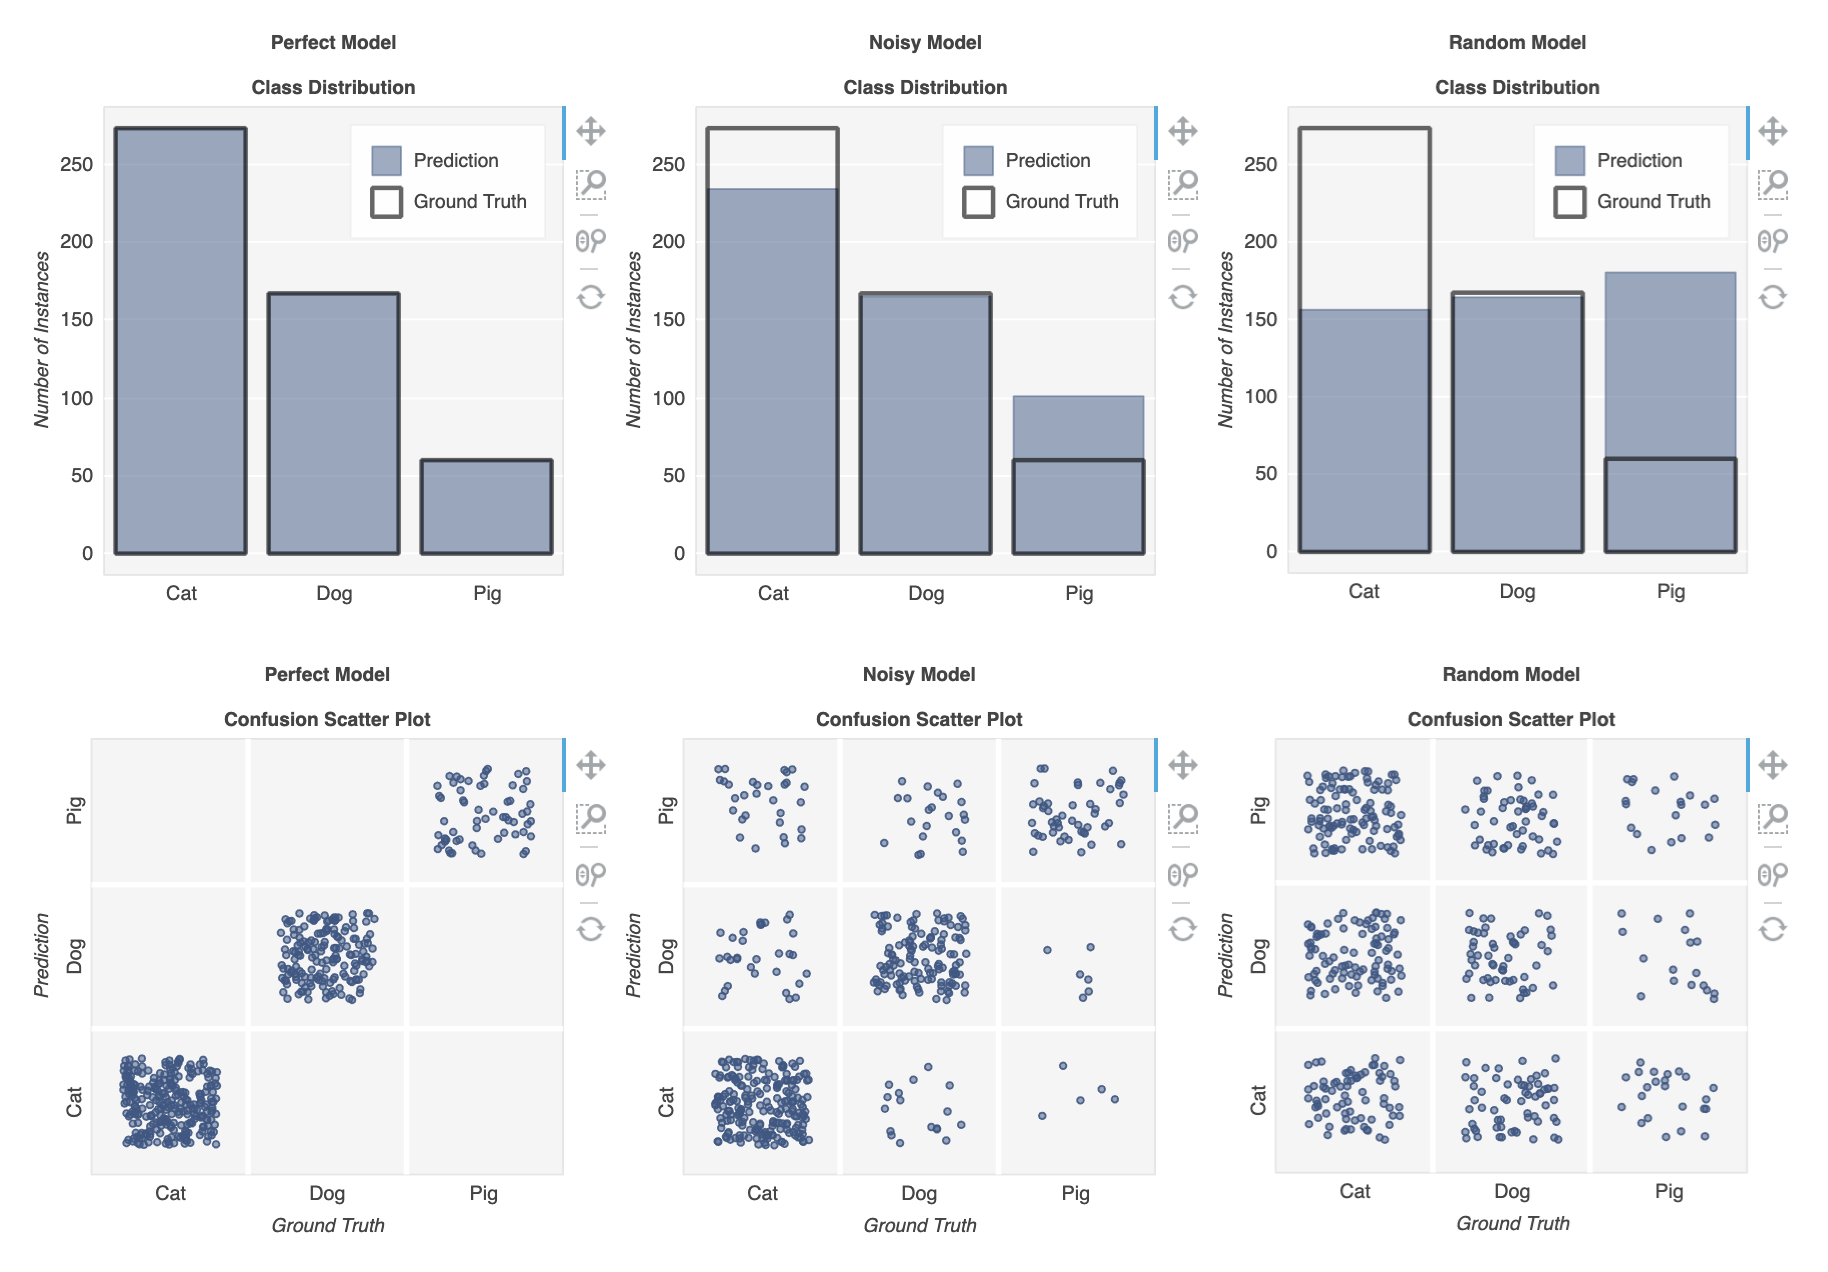 Perfect Model
Class Distribution
Prediction
Ground Truth
Number of Instances
250
200
150
100
50
0
Cat Dog Pig
Noisy Model
Class Distribution
Prediction
Ground Truth
Number of Instances
250
200
150
100
50
0
Cat Dog Pig
Random Model
Class Distribution
Prediction
Ground Truth
Number of Instances
250
200
150
100
50
0
Cat Dog Pig
Perfect Model
Confusion Scatter Plot
Prediction
Pig
Dog
Cat
Cat Dog Pig
Ground Truth
Noisy Model
Confusion Scatter Plot
Prediction
Pig
Dog
Cat
Cat Dog Pig
Ground Truth
Random Model
Confusion Scatter Plot
Prediction
Pig
Dog
Cat
Cat Dog Pig
Ground Truth